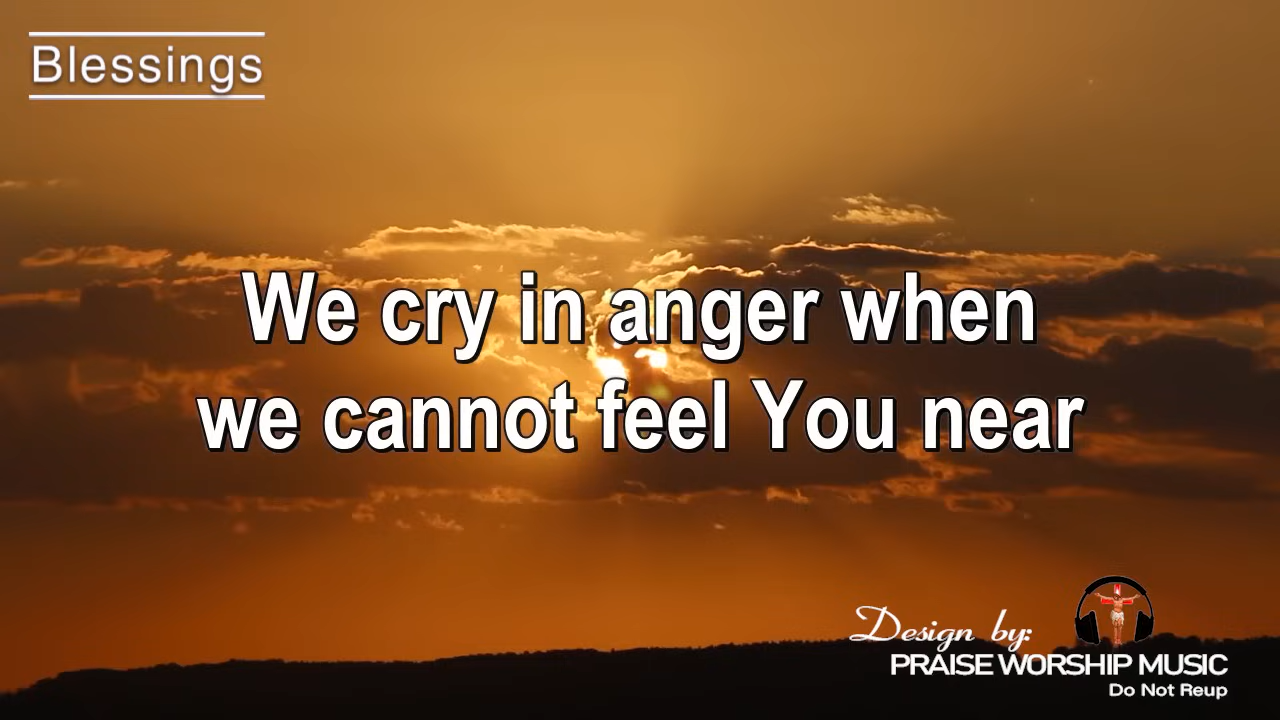 Blessings
We cry in anger when
we cannot feel You near
Design by:
PRAISE WORSHIP MUSIC
Do Not Reup